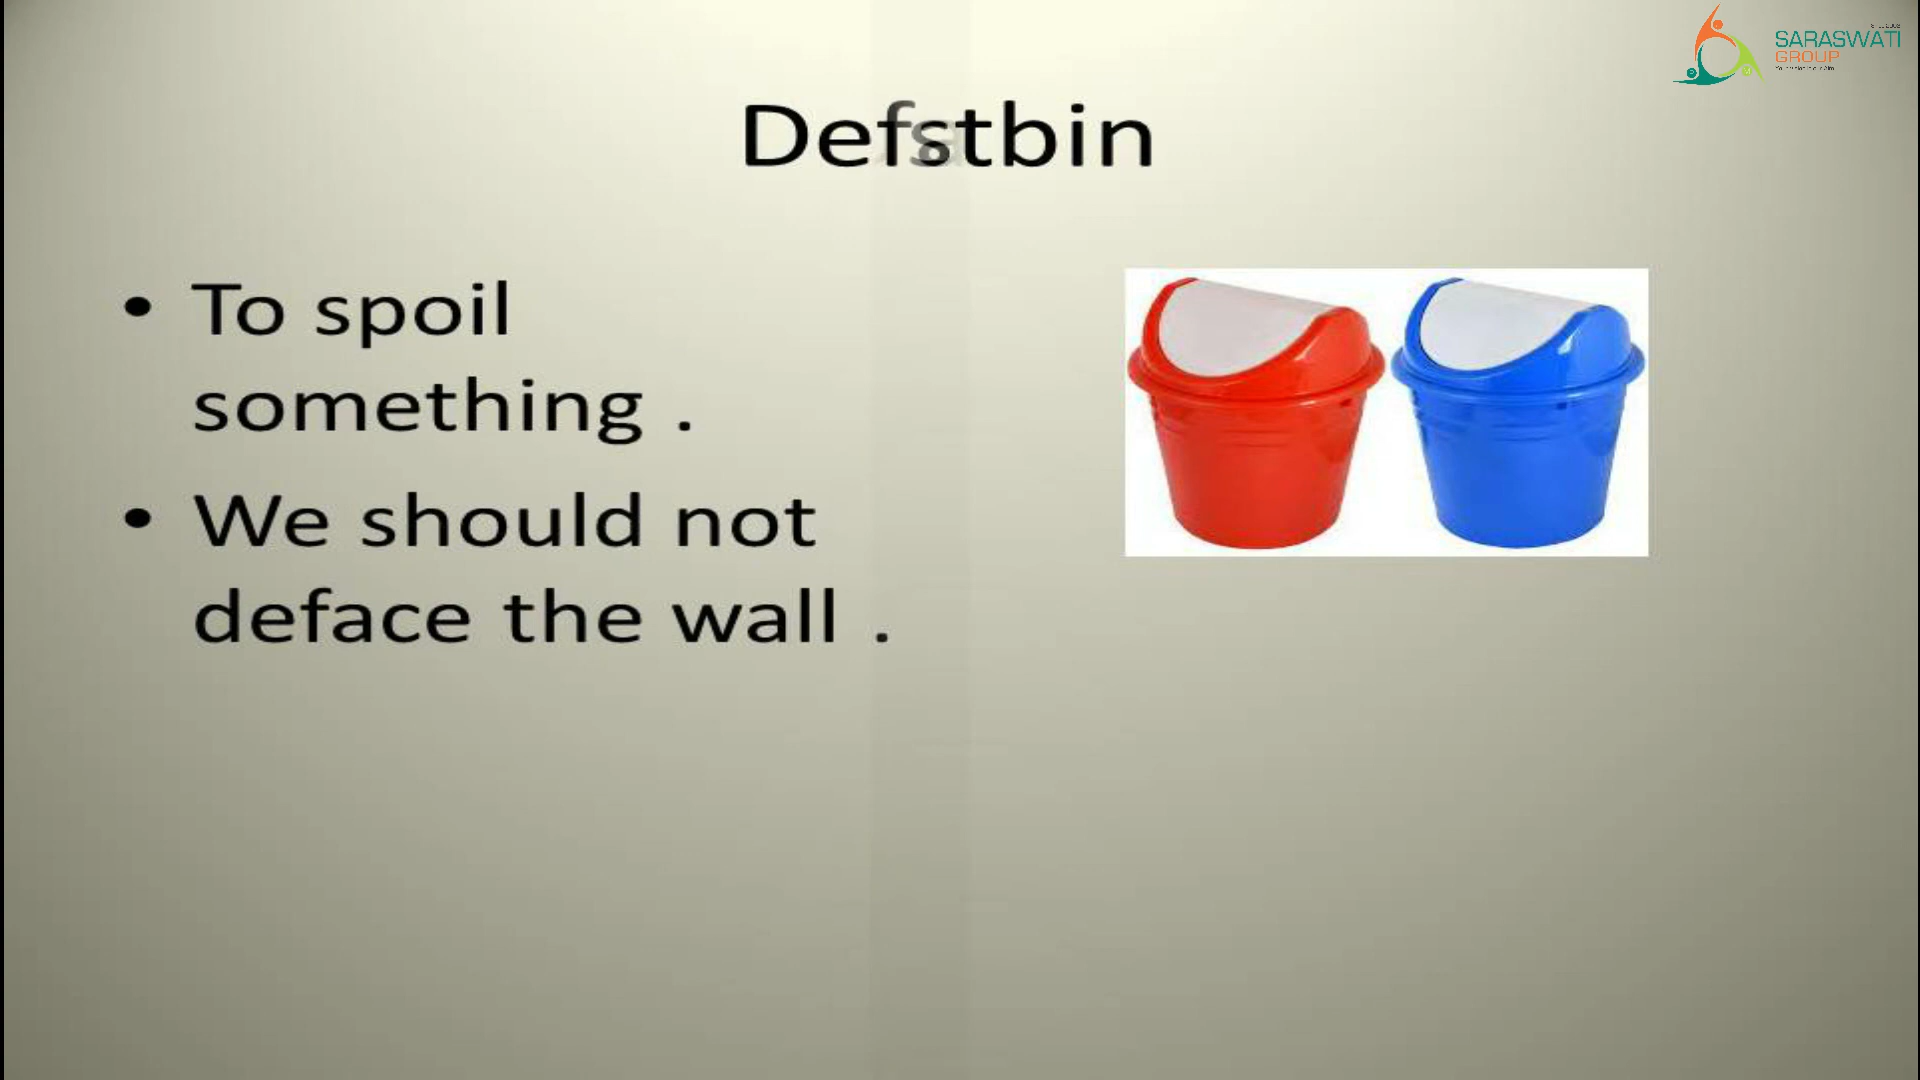 SARASWATI
GROUP
Defstbin
• To spoil
something .
• We should not
deface the wall .